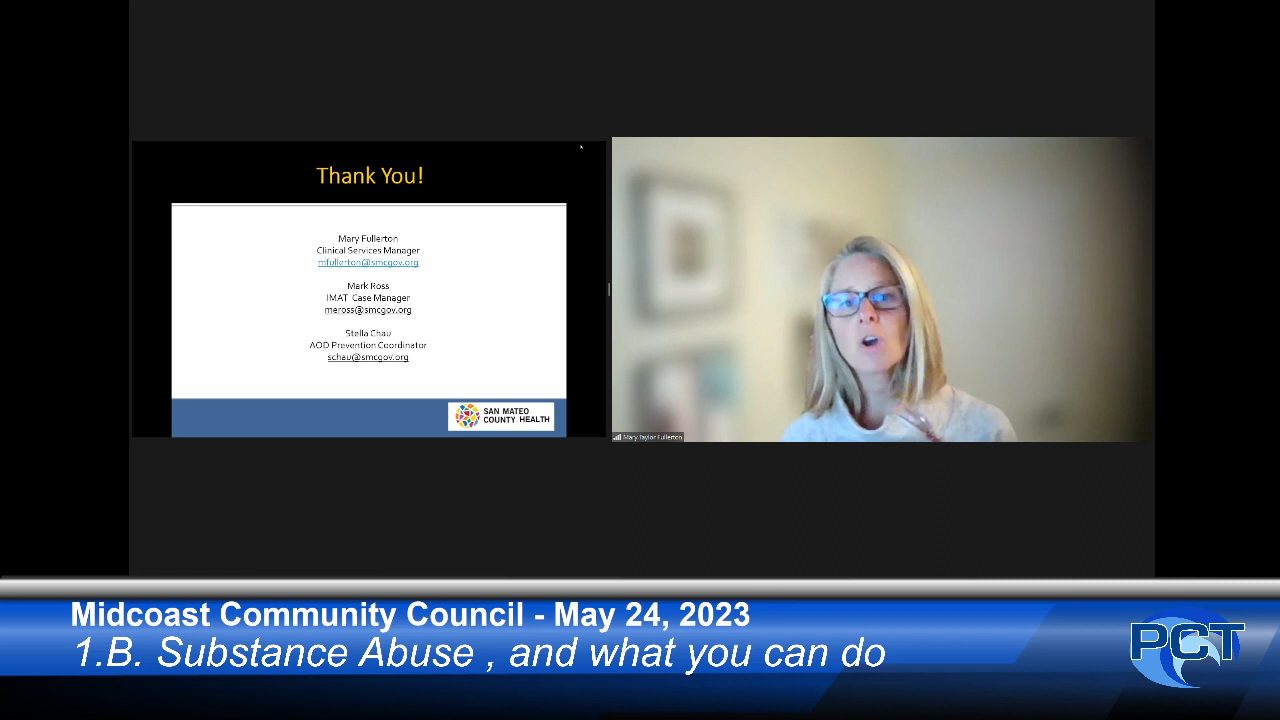 Thank You!
Mary Fullerton
Clinical Services Manager
mfullerton@smcgov.org
Mark Ross
IMAT Case Manager
meross@smcgov.org
Stella Chau
AOD Prevention Coordinator
schau@smcgov.org
SAN MATEO
COUNTY HEALTH
Mary Taylor Fullerton
Midcoast Community Council - May 24, 2023
1.B. Substance Abuse , and what you can do
PCT